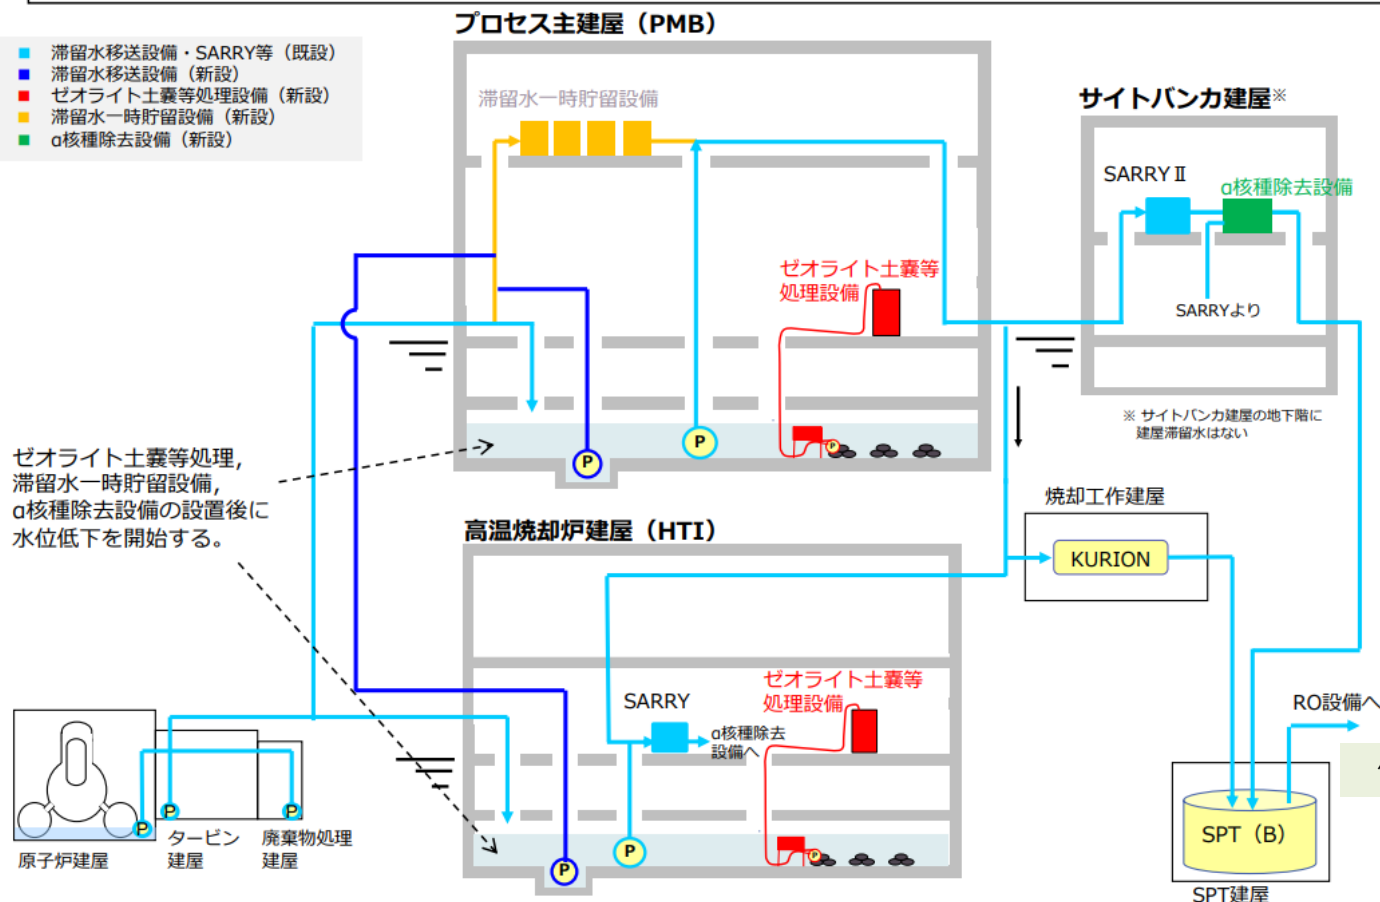 プロセス主建屋（PMB）
滞留水移送設備・SARRY等（既設）
滞留水移送設備（新設）
ゼオライト土嚢等処理設備（新設）
滞留水一時貯留設備（新設）
α核種除去設備（新設）
滞留水一時貯留設備
サイトバンカ建屋※
SARRYⅡ
α核種除去設備
ゼオライト土嚢等
処理設備
SARRYより
※ サイトバンカ建屋の地下階に
建屋滞留水はない
P
P
P
ゼオライト土嚢等処理，
滞留水一時貯留設備，
α核種除去設備の設置後に
水位低下を開始する。
焼却工作建屋
KURION
高温焼却炉建屋（HTI）
SARRY
α核種除去
設備へ
ゼオライト土嚢等
処理設備
RO設備へ
P
P
P
P
P
P
原子炉建屋
タービン
建屋
廃棄物処理
建屋
SPT（B）
SPT建屋